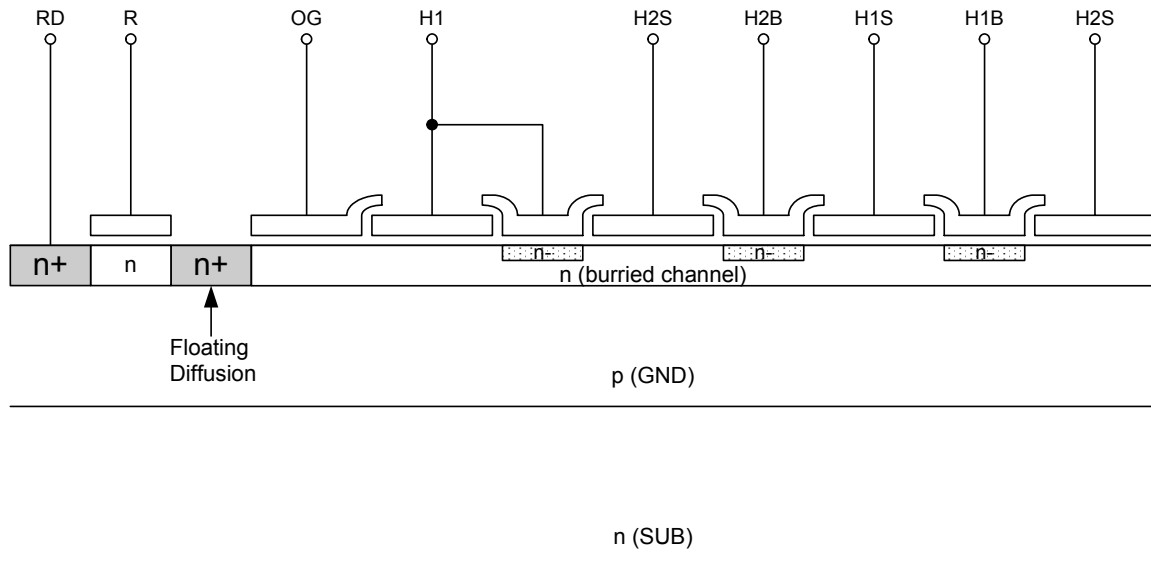 RD R OG H1 H2S H2B H1S H1B H2S
n- n- n-
n+ n n+
n (burried channel)
Floating
Diffusion
p (GND)
n (SUB)